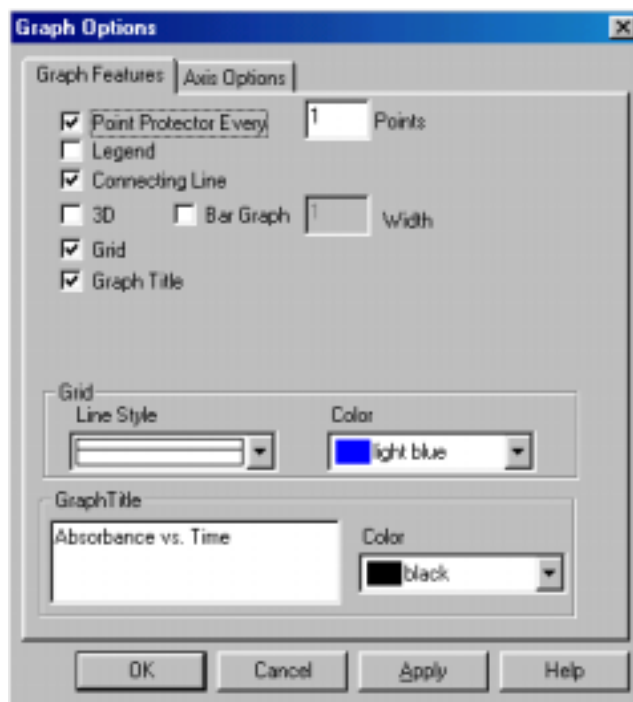 Graph Options
Graph Features
Axis Options
Point Protector Every
1
Points
Legend
Connecting Line
3D
Bar Graph
1
Width
Grid
Graph Title
Grid
Line Style
Color
light blue
GraphTitle
Absorbance vs. Time
Color
black
OK
Cancel
Apply
Help